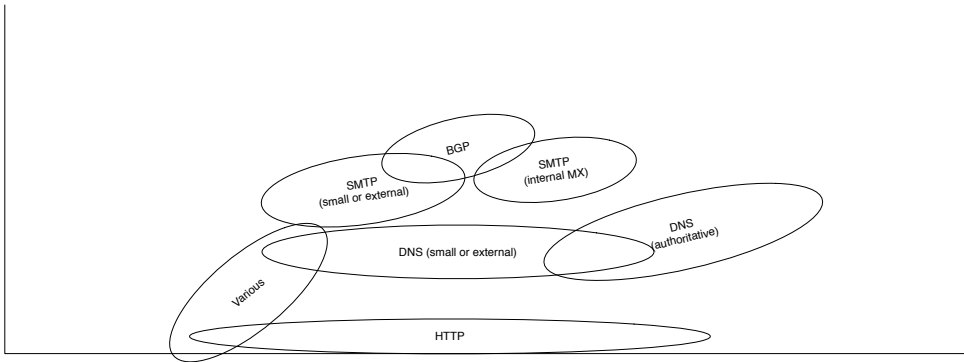 BGP
SMTP
(internal MX)
SMTP
(small or external)
DNS
(authoritative)
DNS (small or external)
Various
HTTP